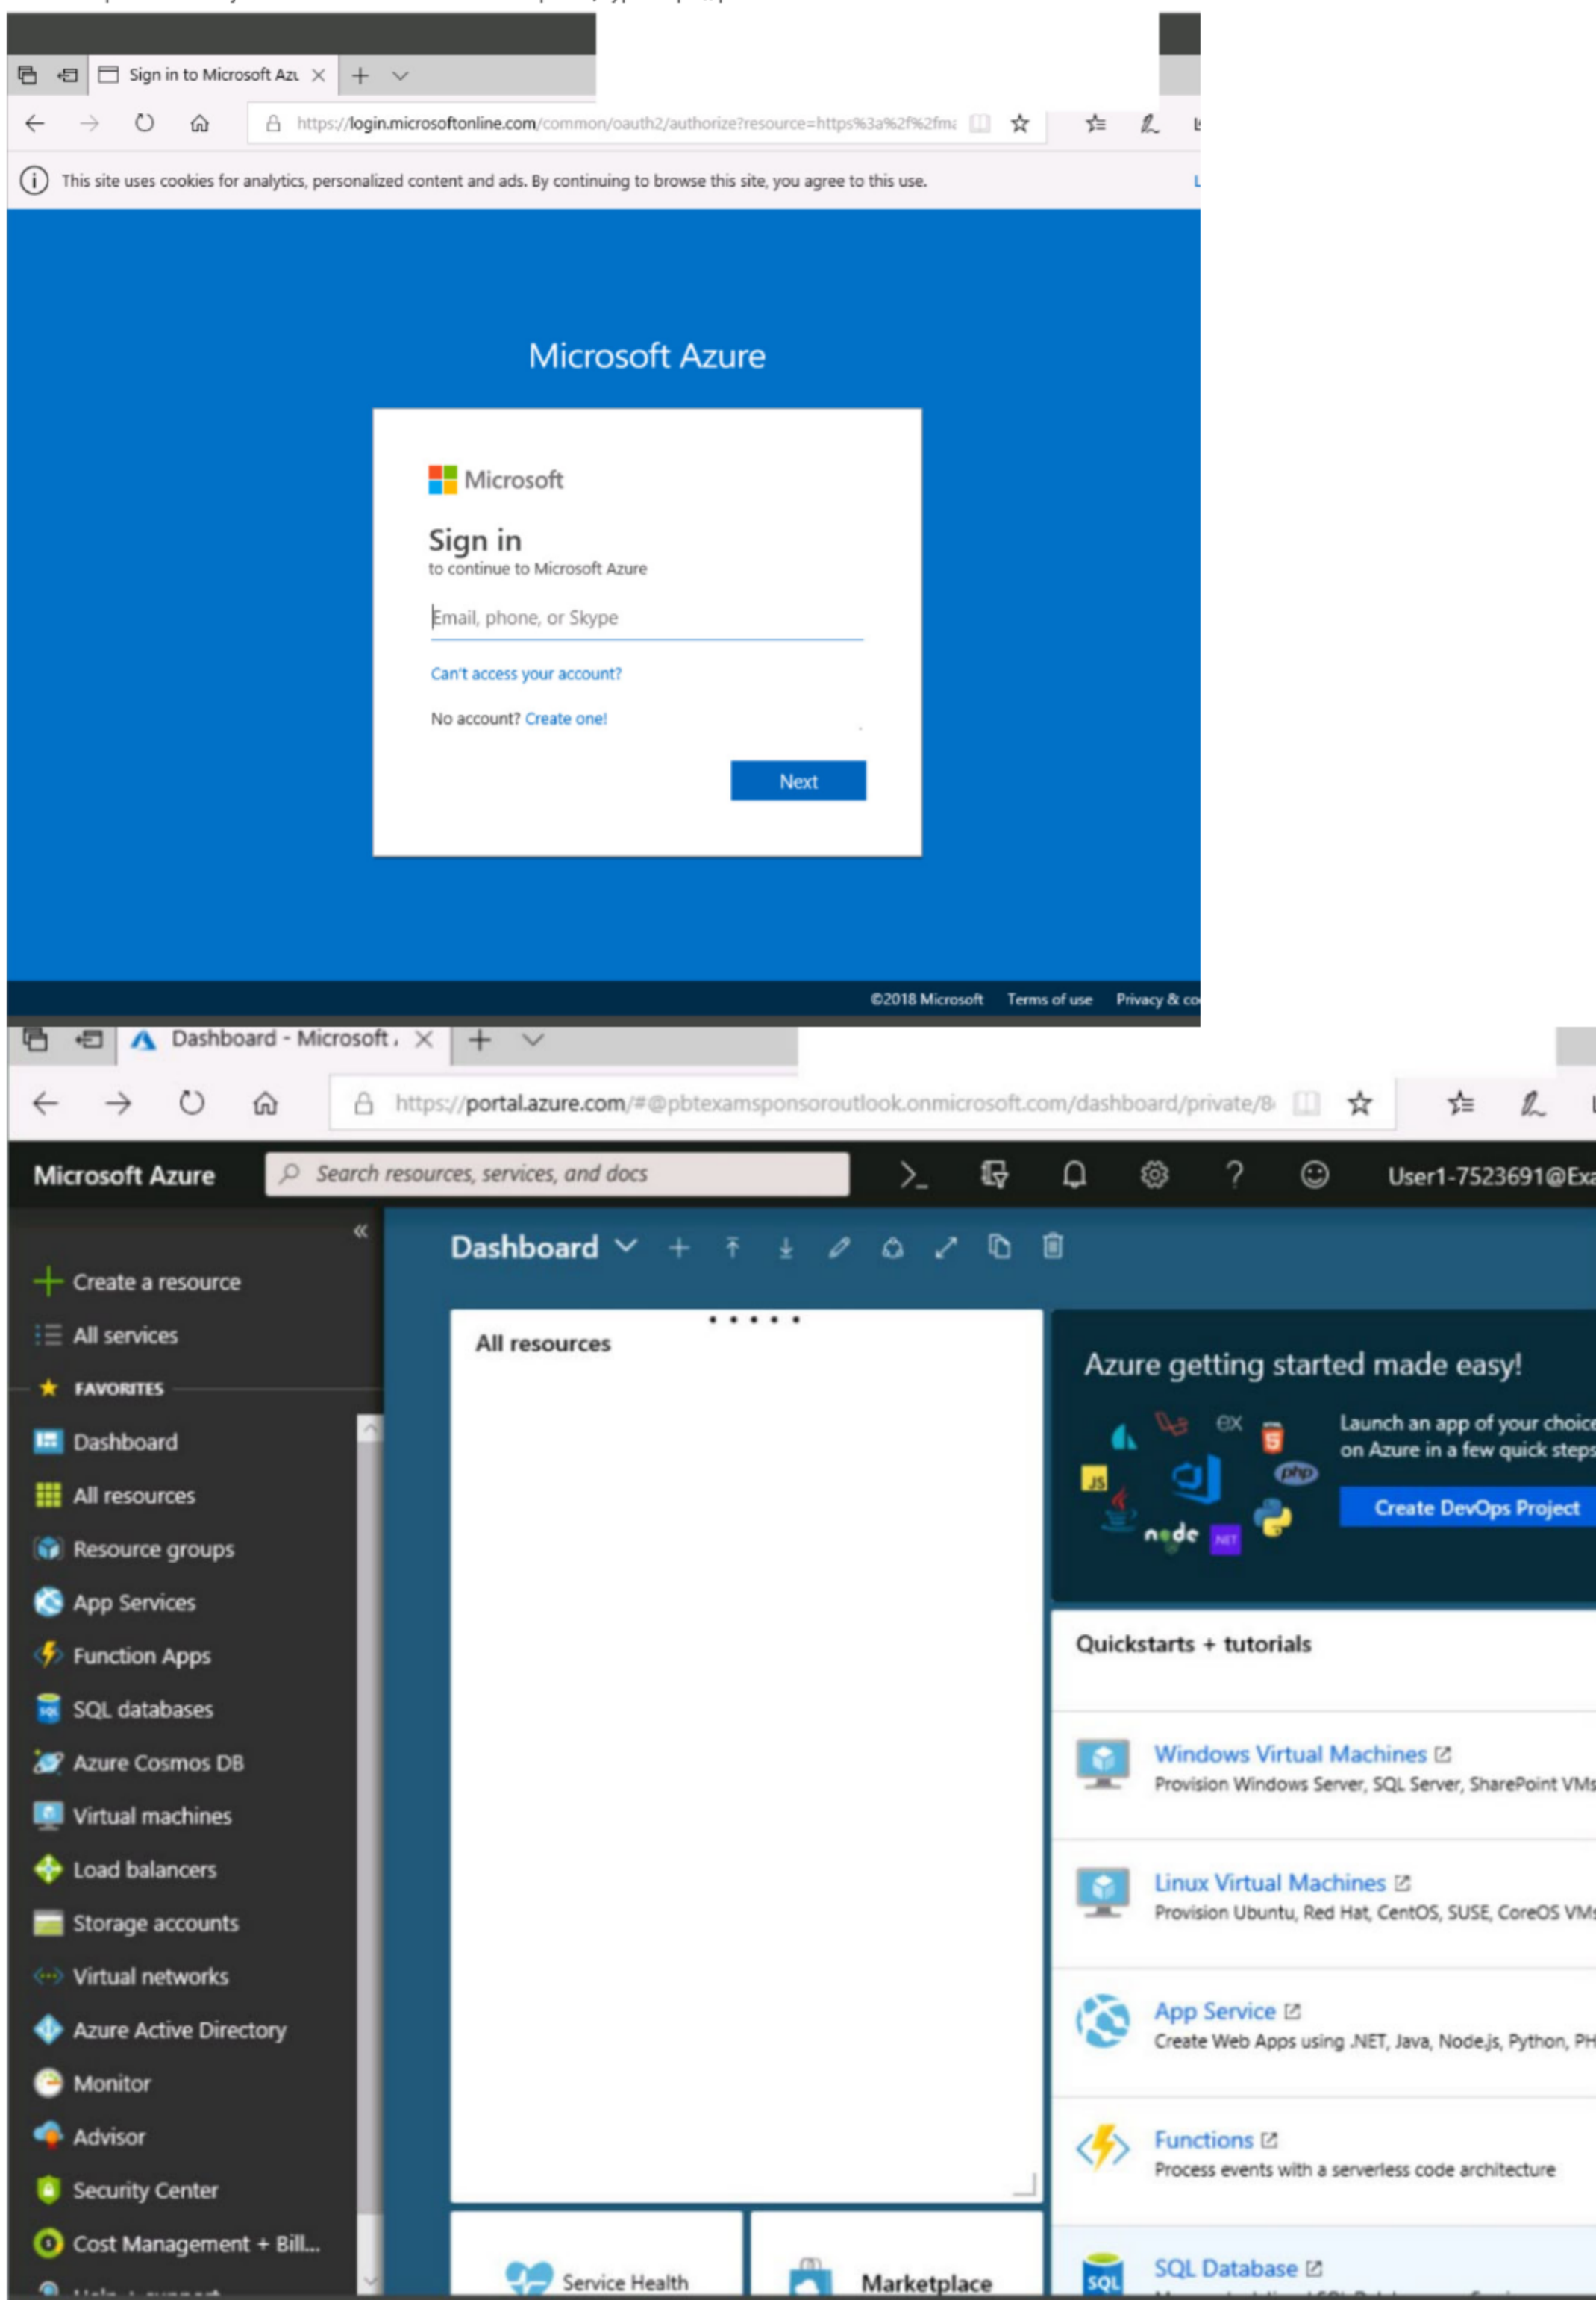 Sign in to Microsoft Azu
https://login.microsoftonline.com/common/oauth2/authorize?resource=https%3a%2f%2fma
This site uses cookies for analytics, personalized content and ads. By continuing to browse this site, you agree to this use.
Microsoft Azure
Microsoft
Sign in
to continue to Microsoft Azure
Email, phone, or Skype
Can't access your account?
No account? Create one!
Next
©2018 Microsoft Terms of use Privacy & co
Dashboard - Microsoft
https://portal.azure.com/#@pbtexamsponsoroutlook.onmicrosoft.com/dashboard/private/8
Microsoft Azure
Search resources, services, and docs
User1-7523691@Exa
Dashboard
Create a resource
All services
FAVORITES
Dashboard
All resources
Resource groups
App Services
Function Apps
SQL databases
Azure Cosmos DB
Virtual machines
Load balancers
Storage accounts
Virtual networks
Azure Active Directory
Monitor
Advisor
Security Center
Cost Management + Bill...
All resources
Service Health
Marketplace
Azure getting started made easy!
Launch an app of your choice
on Azure in a few quick steps
Create DevOps Project
ex
JS
5
php
node
.NET
Quickstarts + tutorials
Windows Virtual Machines
Provision Windows Server, SQL Server, SharePoint VMs
Linux Virtual Machines
Provision Ubuntu, Red Hat, CentOS, SUSE, CoreOS VMs
App Service
Create Web Apps using .NET, Java, Node.js, Python, PH
Functions
Process events with a serverless code architecture
SQL
SQL Database